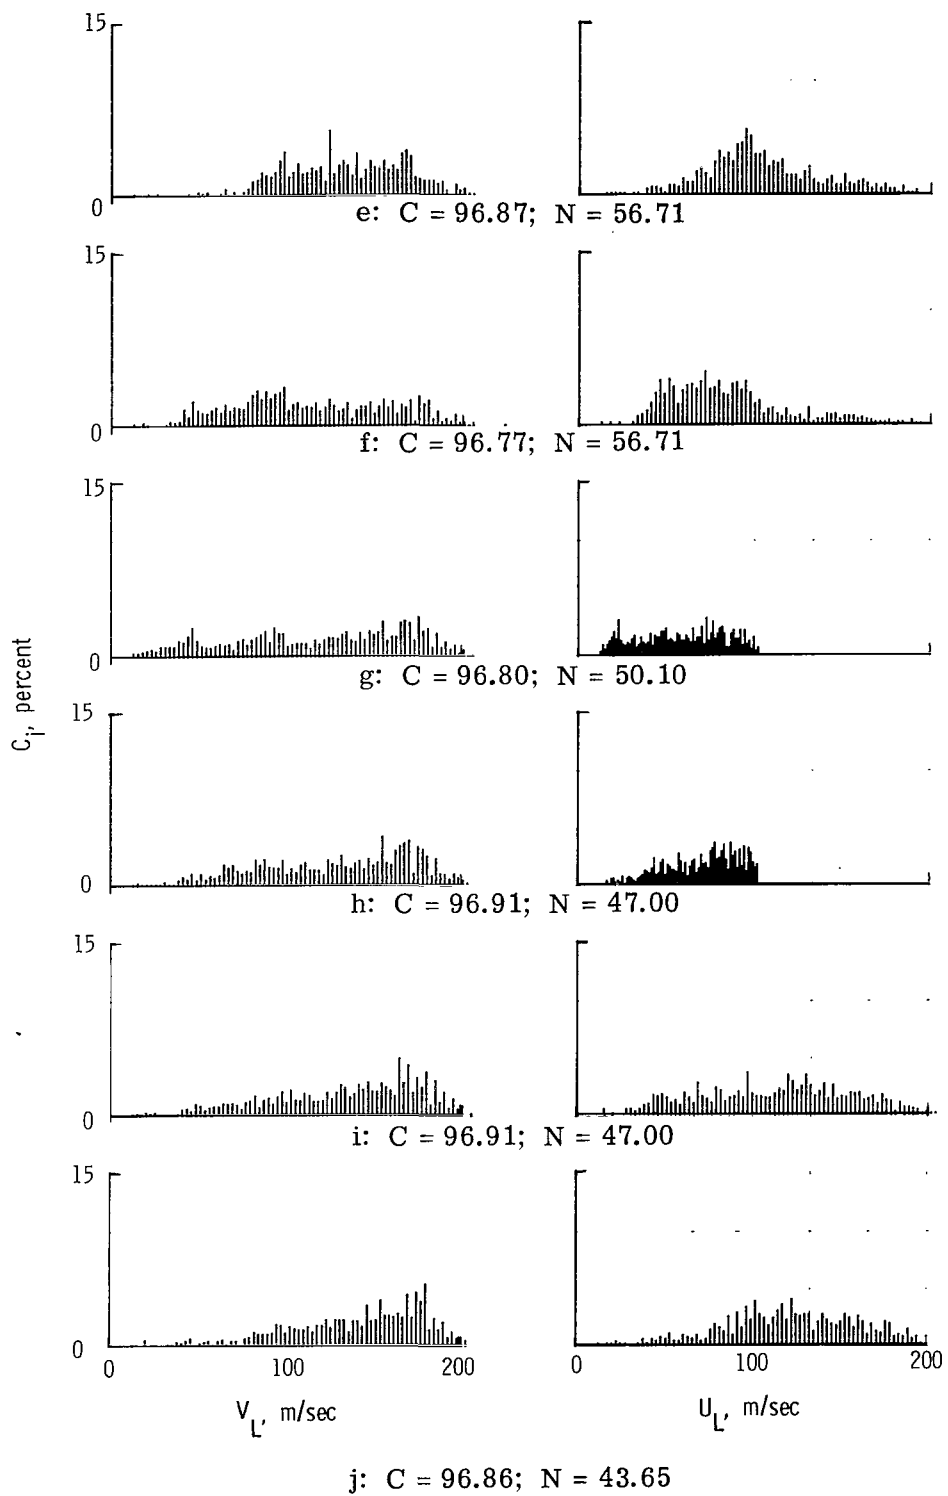 15
0
e: C = 96.87; N = 56.71
15
0
f: C = 96.77; N = 56.71
15
0
g: C = 96.80; N = 50.10
C_i, percent
15
0
h: C = 96.91; N = 47.00
15
0
i: C = 96.91; N = 47.00
15
0
0 100 200 0 100 200
V_L, m/sec U_L, m/sec
j: C = 96.86; N = 43.65